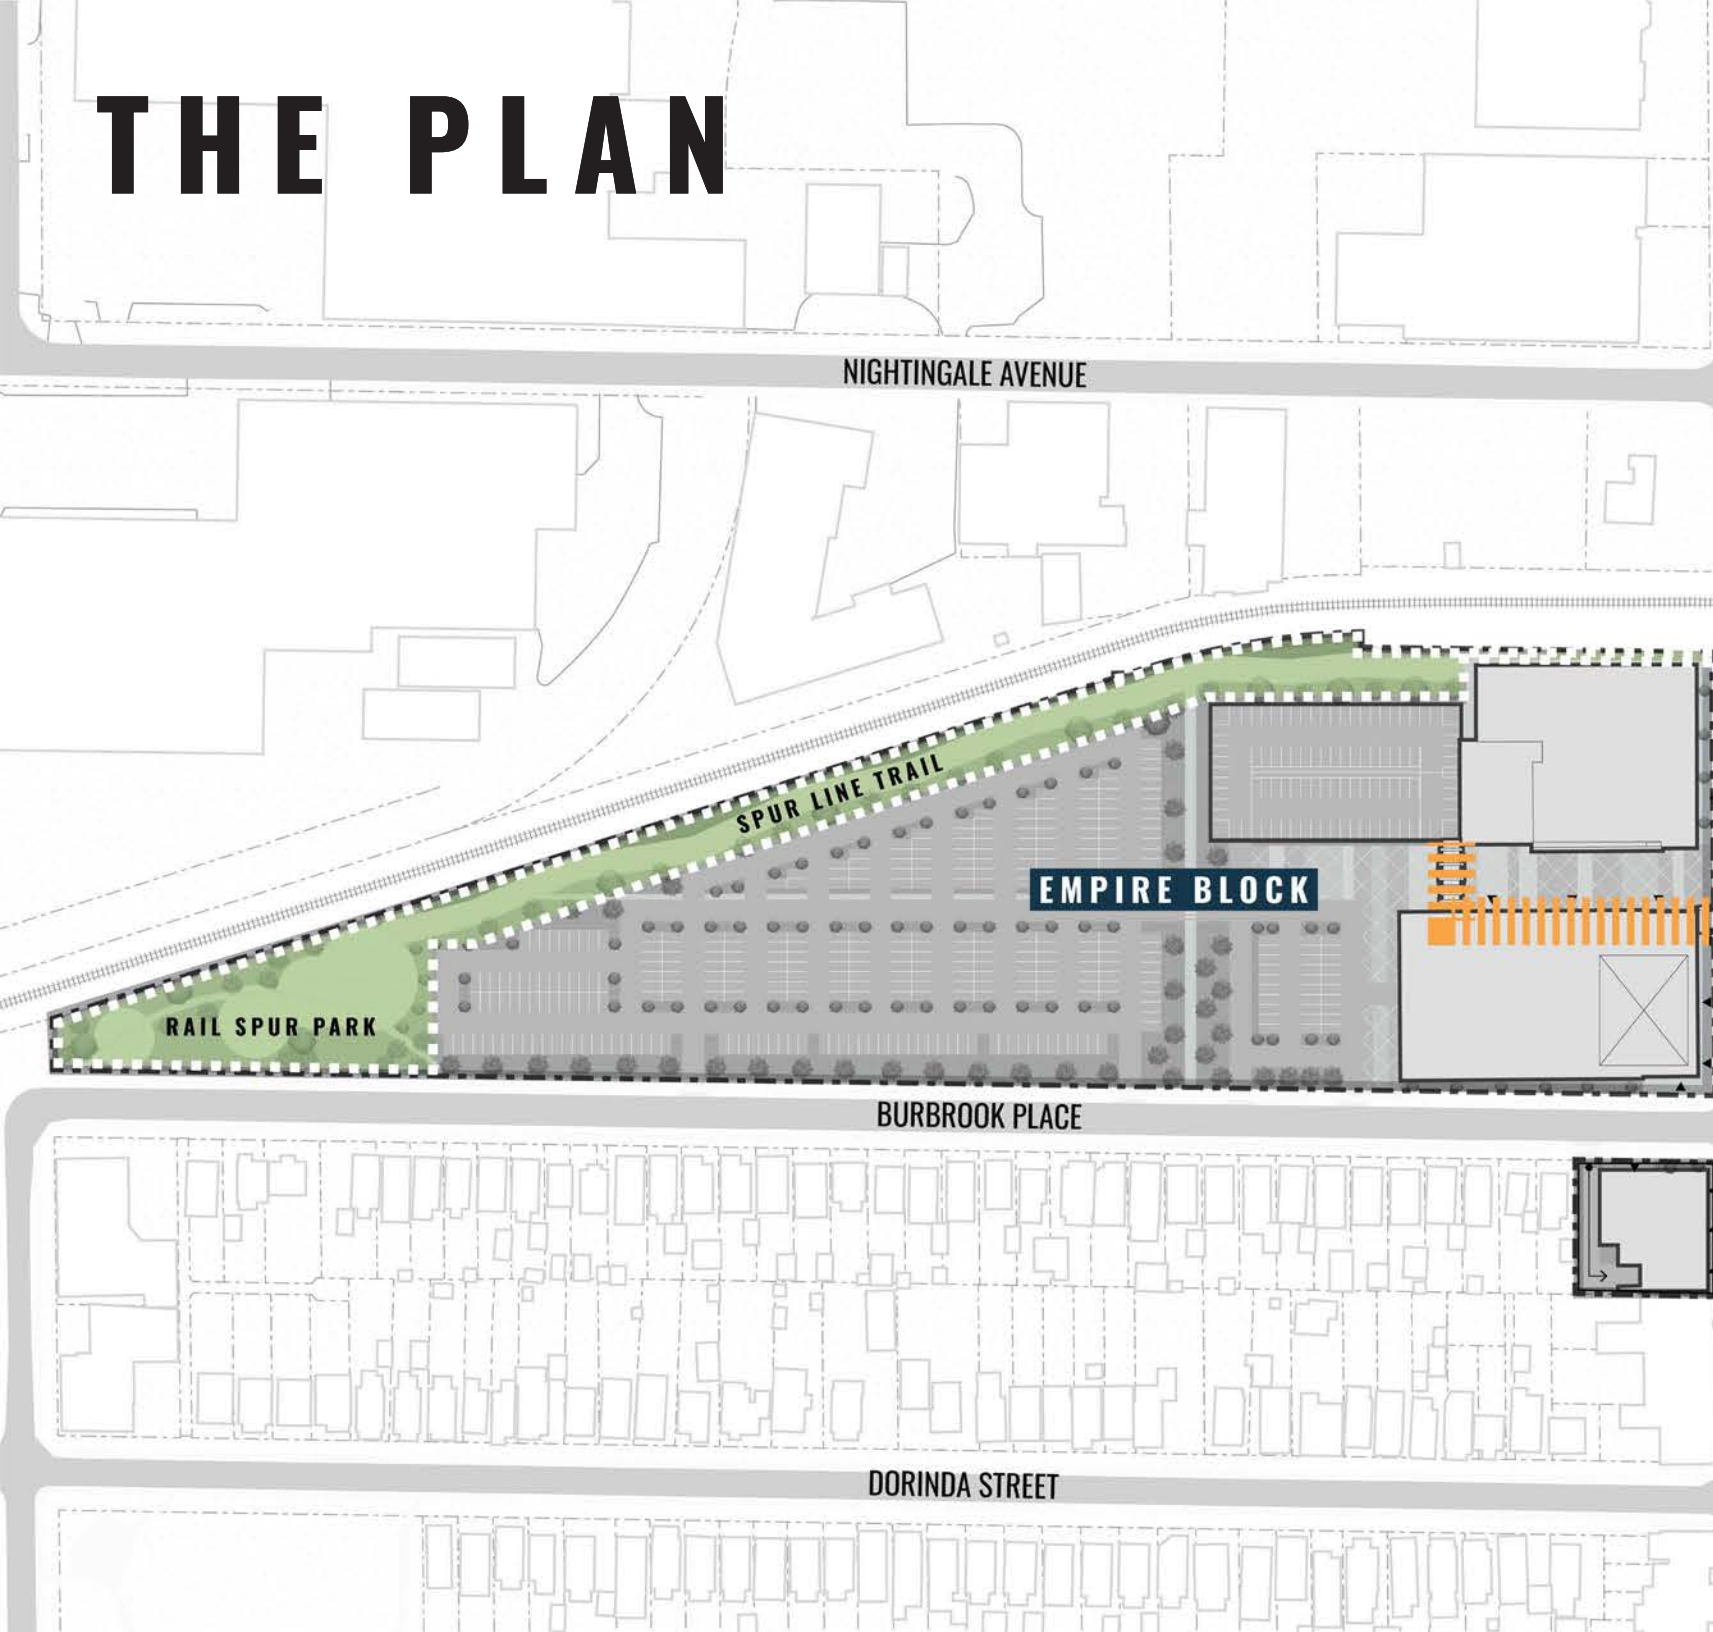 THE PLAN
NIGHTINGALE AVENUE
SPUR LINE TRAIL
EMPIRE BLOCK
RAIL SPUR PARK
BURBROOK PLACE
DORINDA STREET